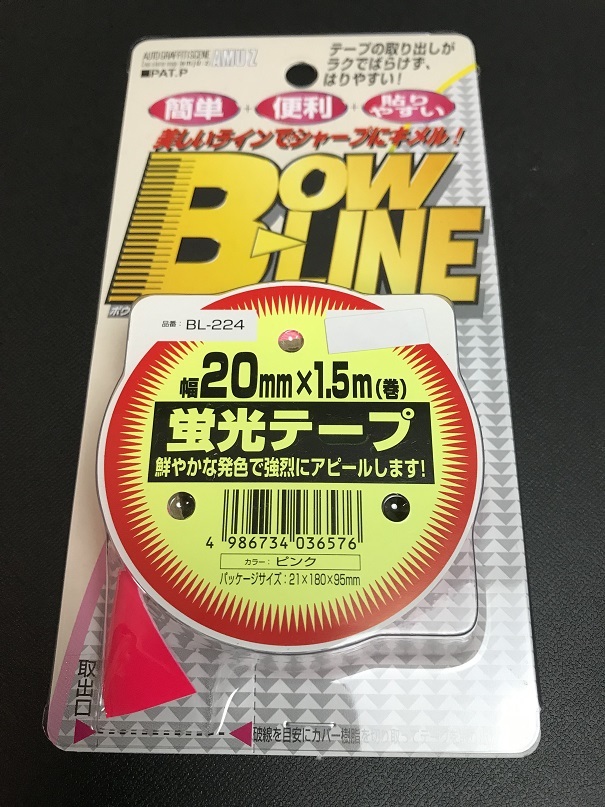 AUTO GRAFFITI SCENE
AMUZ
■PAT.P
テープの取り出しが
ラクでばらけず、
はりやすい!
簡単+便利+貼りやすい
美しいラインでシャープにキメル!
BOW LINE
品番: BL-224
幅20mm×1.5m(巻)
蛍光テープ
鮮やかな発色で強烈にアピールします!
4 986734 036576
カラー: ピンク
パッケージサイズ: 21×180×95mm
取出口
破線を目安にカバー樹脂を切り取